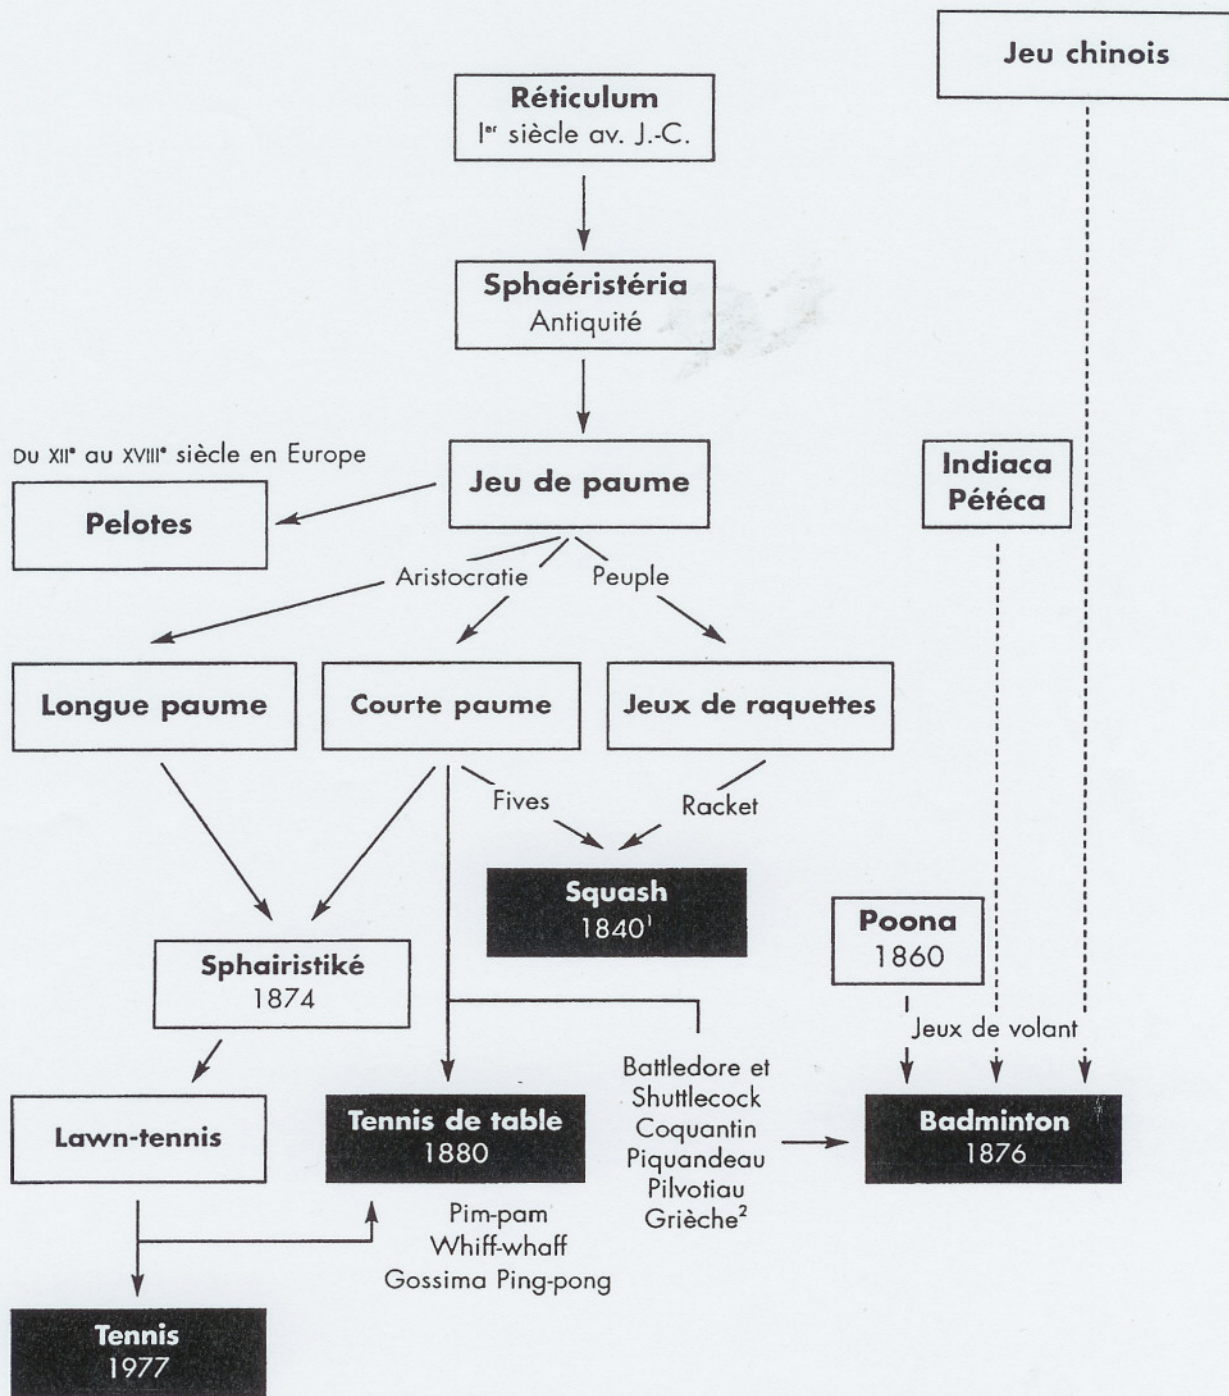 Jeu chinois
Réticulum
Iᵉʳ siècle av. J.-C.
Sphaéristéria
Antiquité
Du XIIᵉ au XVIIIᵉ siècle en Europe
Jeu de paume
Indiaca
Pétéca
Pelotes
Aristocratie
Peuple
Longue paume
Courte paume
Jeux de raquettes
Fives
Racket
Squash
1840¹
Poona
1860
Sphairistiké
1874
Jeux de volant
Battledore et
Shuttlecock
Coquantin
Piquandeau
Pilvotiau
Grièche²
Lawn-tennis
Tennis de table
1880
Badminton
1876
Pim-pam
Whiff-whaff
Gossima Ping-pong
Tennis
1977